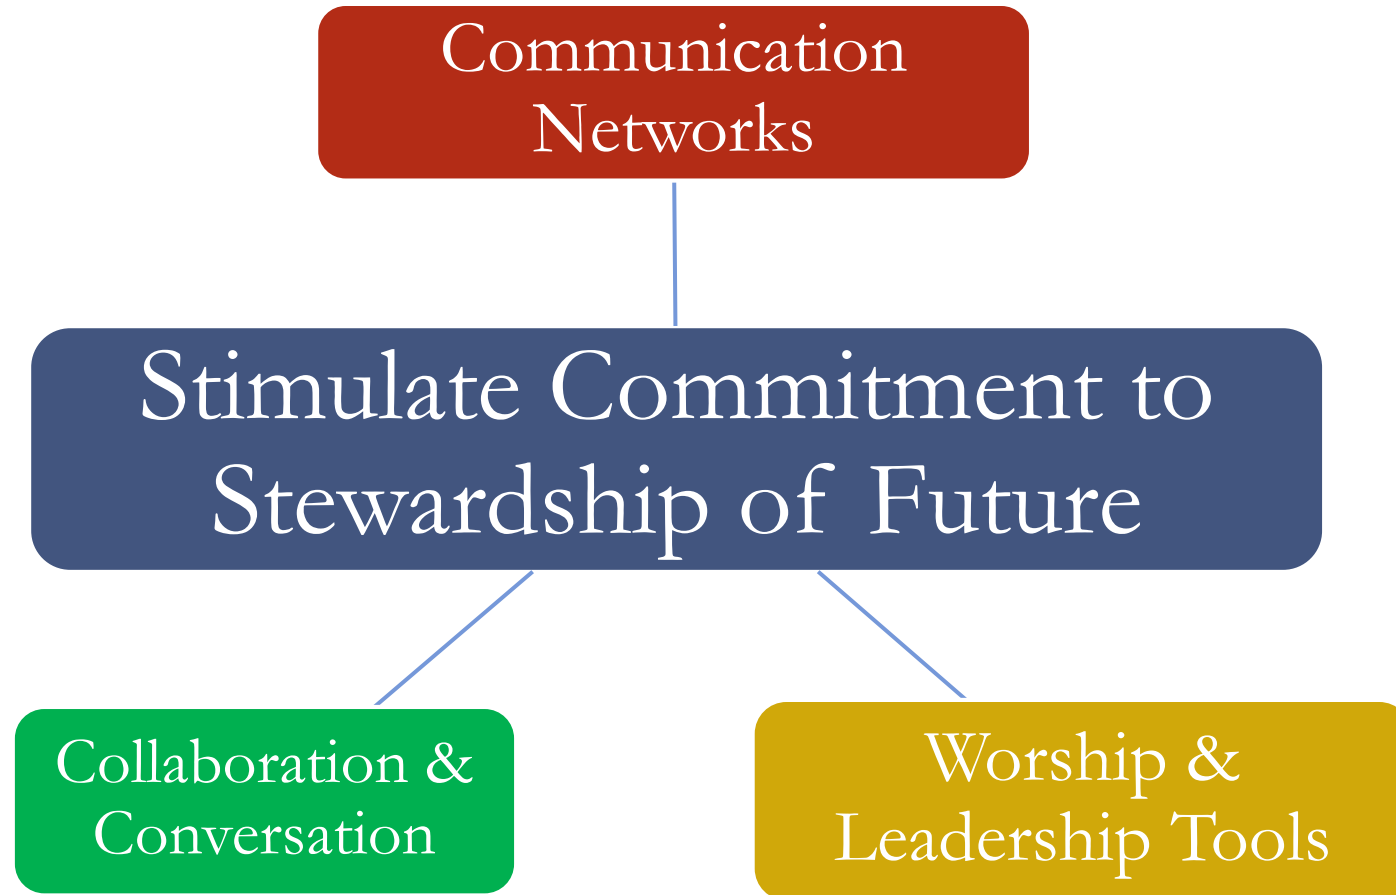 Communication
Networks
Stimulate Commitment to
Stewardship of Future
Collaboration &
Conversation
Worship &
Leadership Tools